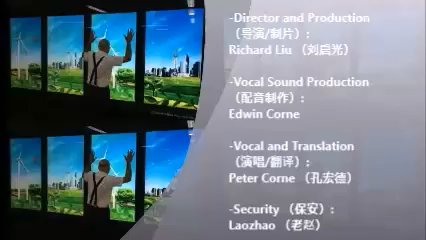 -Director and Production
（导演/制片）:
Richard Liu （刘启光）
-Vocal Sound Production
（配音制作）:
Edwin Corne
-Vocal and Translation
（演唱/翻译）:
Peter Corne （孔宏德）
-Security （保安）:
Laozhao （老赵）